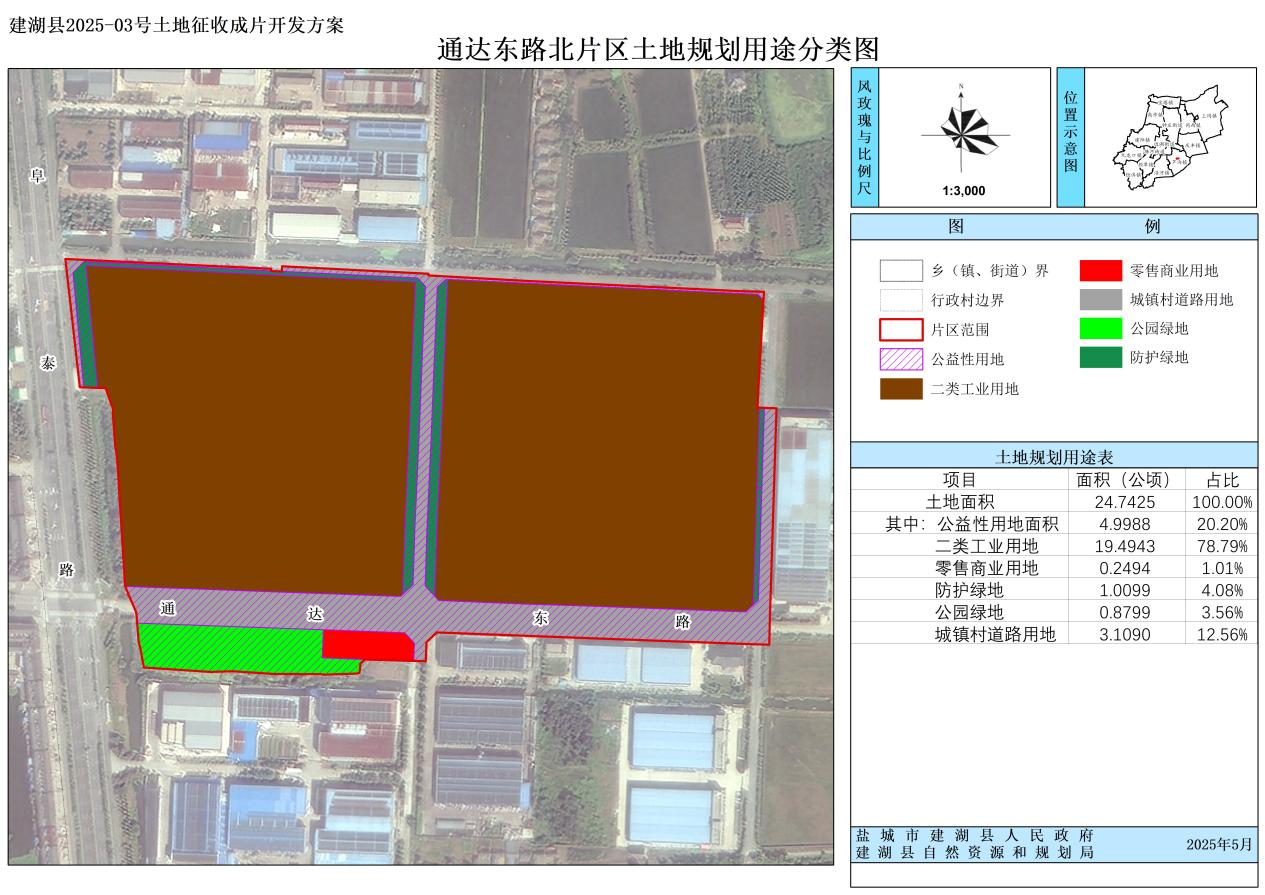 建湖县2025-03号土地征收成片开发方案
通达东路北片区土地规划用途分类图
阜
泰
路
通 达 东 路
风玫瑰与比例尺
N
1:3,000
位置示意图
图 例
乡（镇、街道）界
行政村边界
片区范围
公益性用地
二类工业用地
零售商业用地
城镇村道路用地
公园绿地
防护绿地
土地规划用途表
项目 面积（公顷） 占比
土地面积 24.7425 100.00%
其中：公益性用地面积 4.9988 20.20%
二类工业用地 19.4943 78.79%
零售商业用地 0.2494 1.01%
防护绿地 1.0099 4.08%
公园绿地 0.8799 3.56%
城镇村道路用地 3.1090 12.56%
盐城市建湖县人民政府
建湖县自然资源和规划局
2025年5月